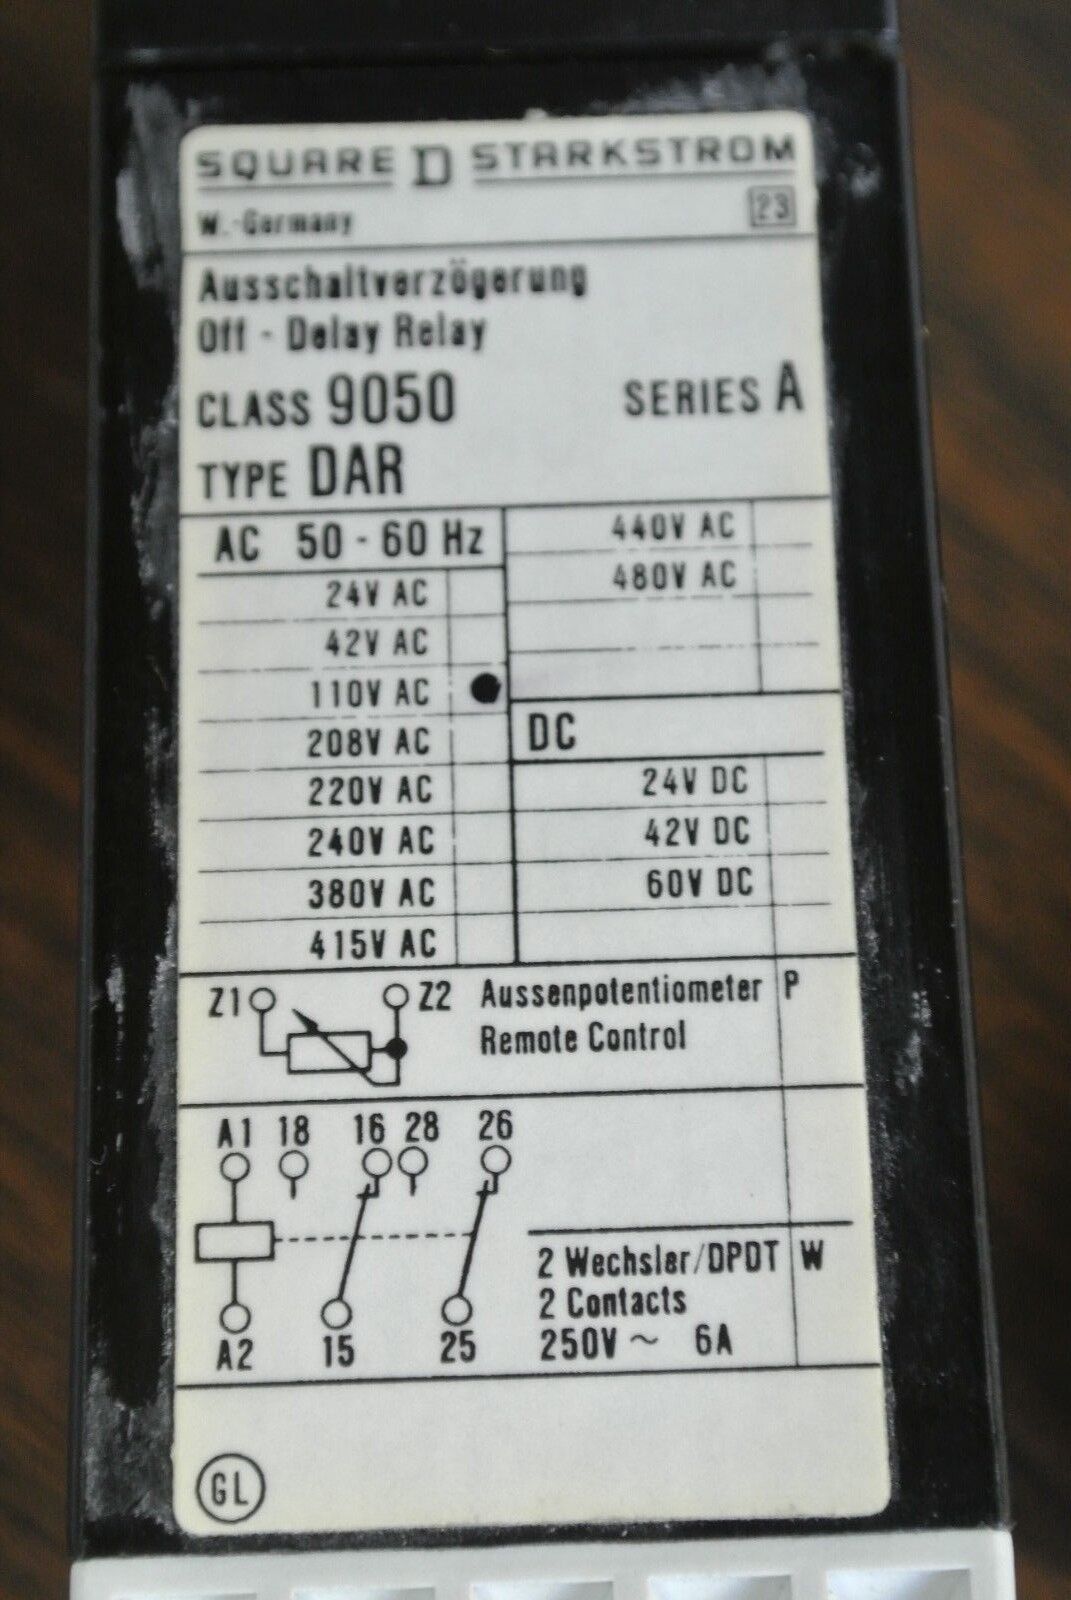 SQUARE D STARKSTROM
W.-Germany 23
Ausschaltverzögerung
Off - Delay Relay
CLASS 9050 SERIES A
TYPE DAR
AC 50 - 60 Hz
24V AC
42V AC
110V AC
208V AC
220V AC
240V AC
380V AC
415V AC
440V AC
480V AC
DC
24V DC
42V DC
60V DC
Z1 Z2 Aussenpotentiometer P
Remote Control
A1 18 16 28 26
2 Wechsler/DPDT W
2 Contacts
A2 15 25 250V ~ 6A
GL